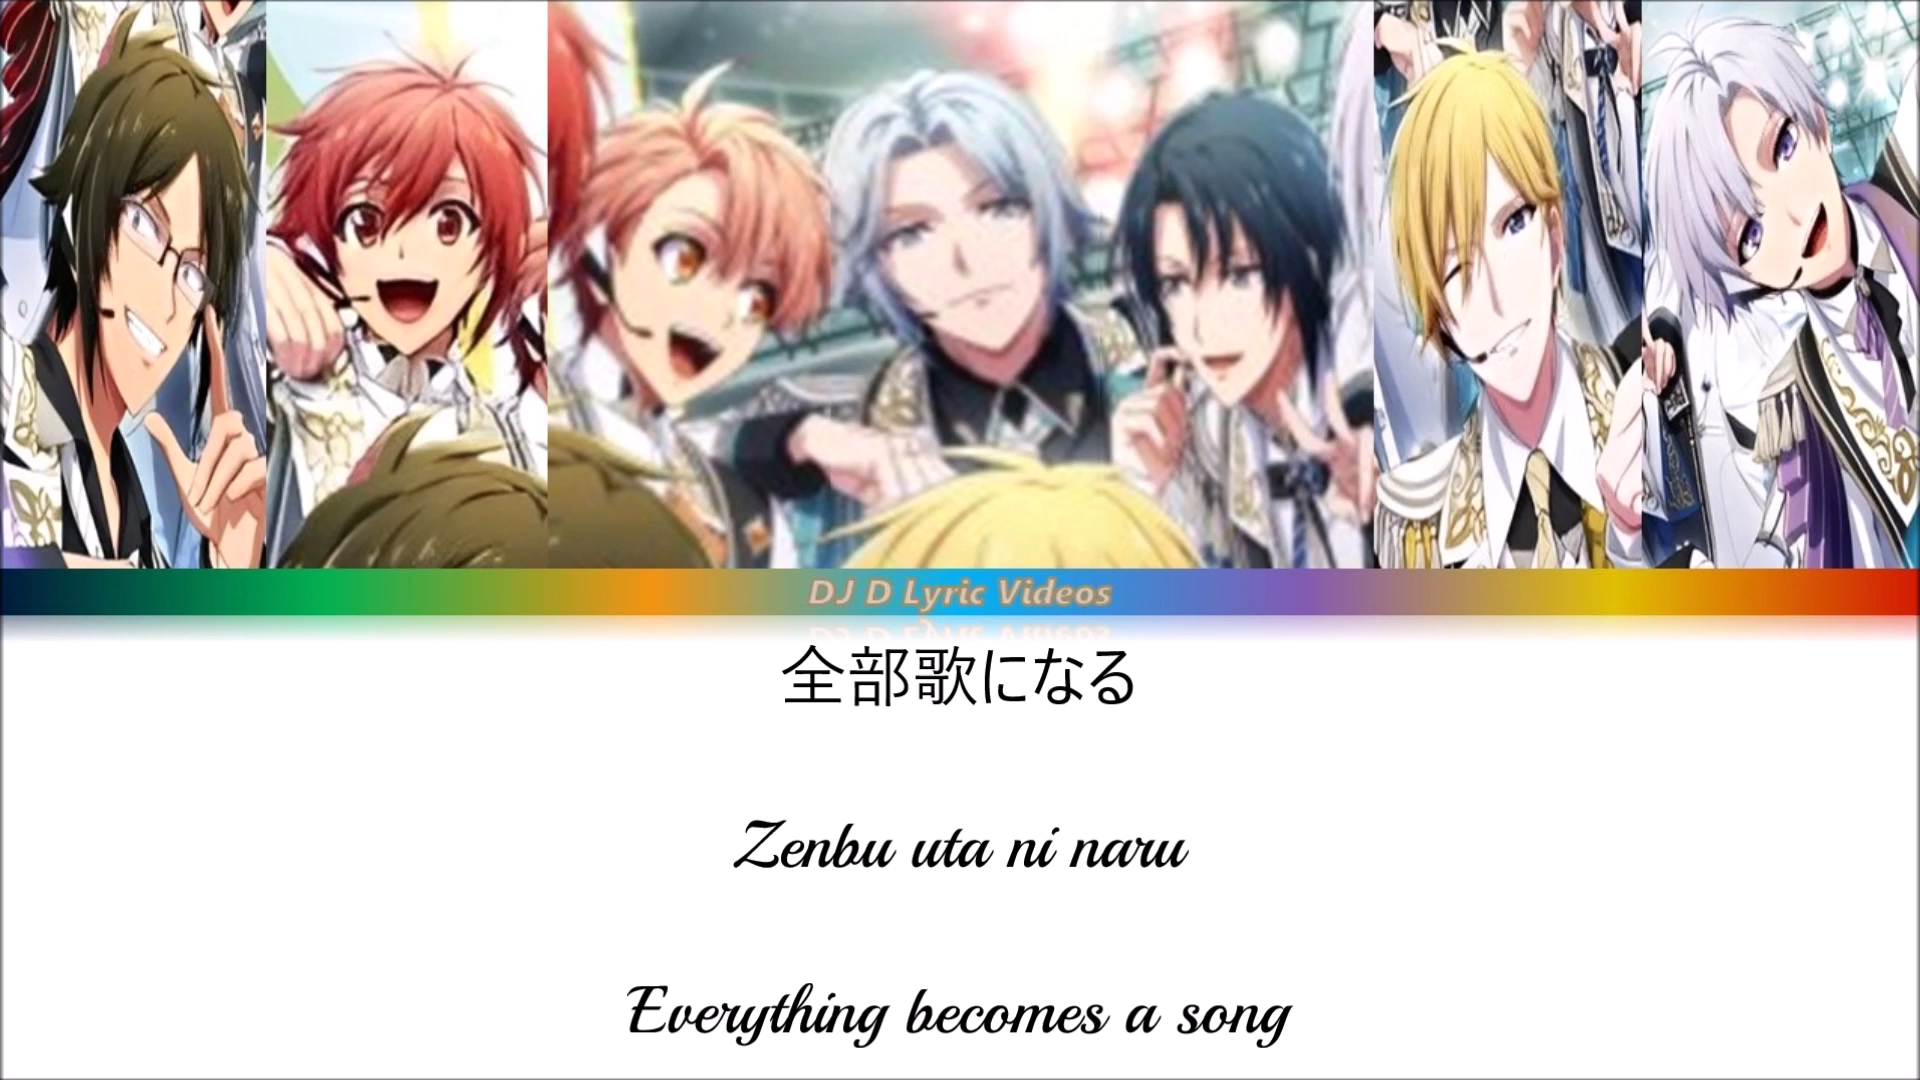 DJ D Lyric Videos
全部歌になる
Zenbu uta ni naru
Everything becomes a song